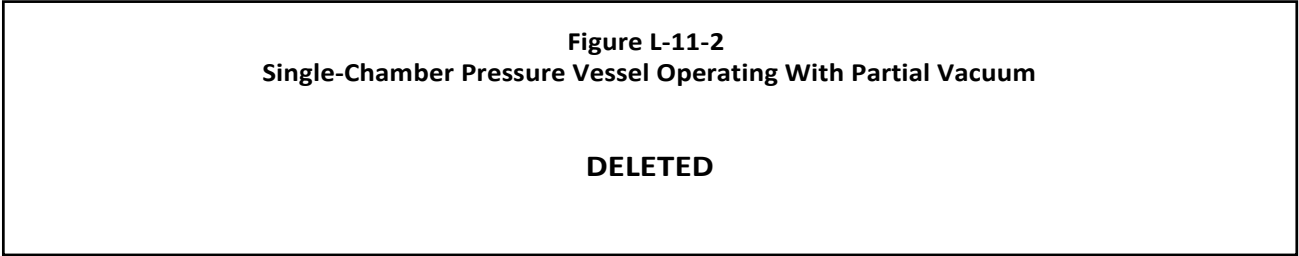 Figure L-11-2
Single-Chamber Pressure Vessel Operating With Partial Vacuum
DELETED